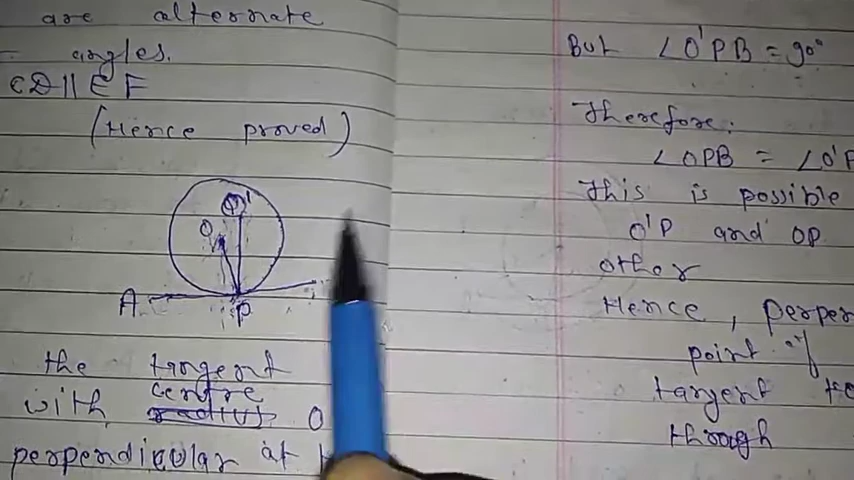 are alternate
angles.
CD || EF
(Hence proved)
O'
O
A
P
the tangent
with centre O
perpendicular at
But ∠O'PB = 90°
Therefore:
∠OPB = ∠O'P
This is possible
O'P and OP
other
Hence, perper
point of
tangent
through